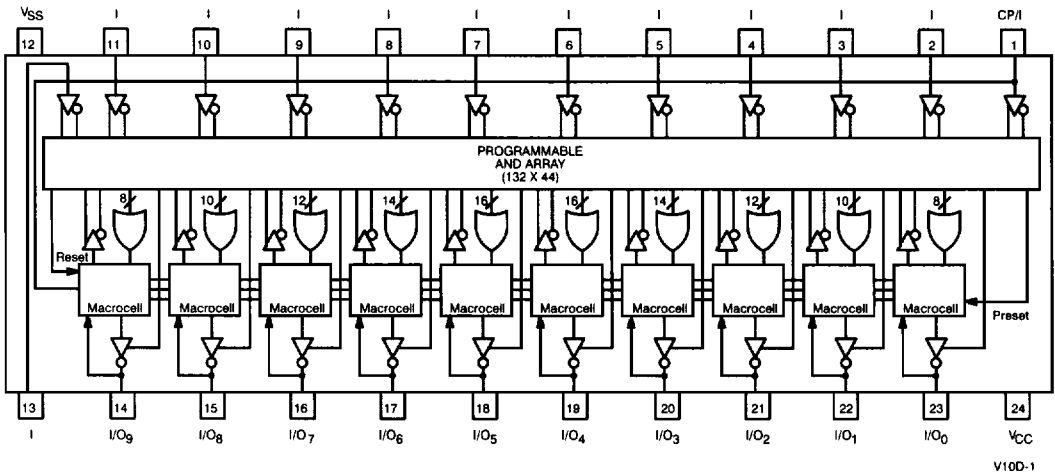 V_SS I I I I I I I I I I CP/I
12 11 10 9 8 7 6 5 4 3 2 1
PROGRAMMABLE
AND ARRAY
(132 X 44)
8 10 12 14 16 16 14 12 10 8
Reset
Macrocell Macrocell Macrocell Macrocell Macrocell Macrocell Macrocell Macrocell Macrocell Macrocell
Preset
13 14 15 16 17 18 19 20 21 22 23 24
I I/O9 I/O8 I/O7 I/O6 I/O5 I/O4 I/O3 I/O2 I/O1 I/O0 VCC
V10D-1